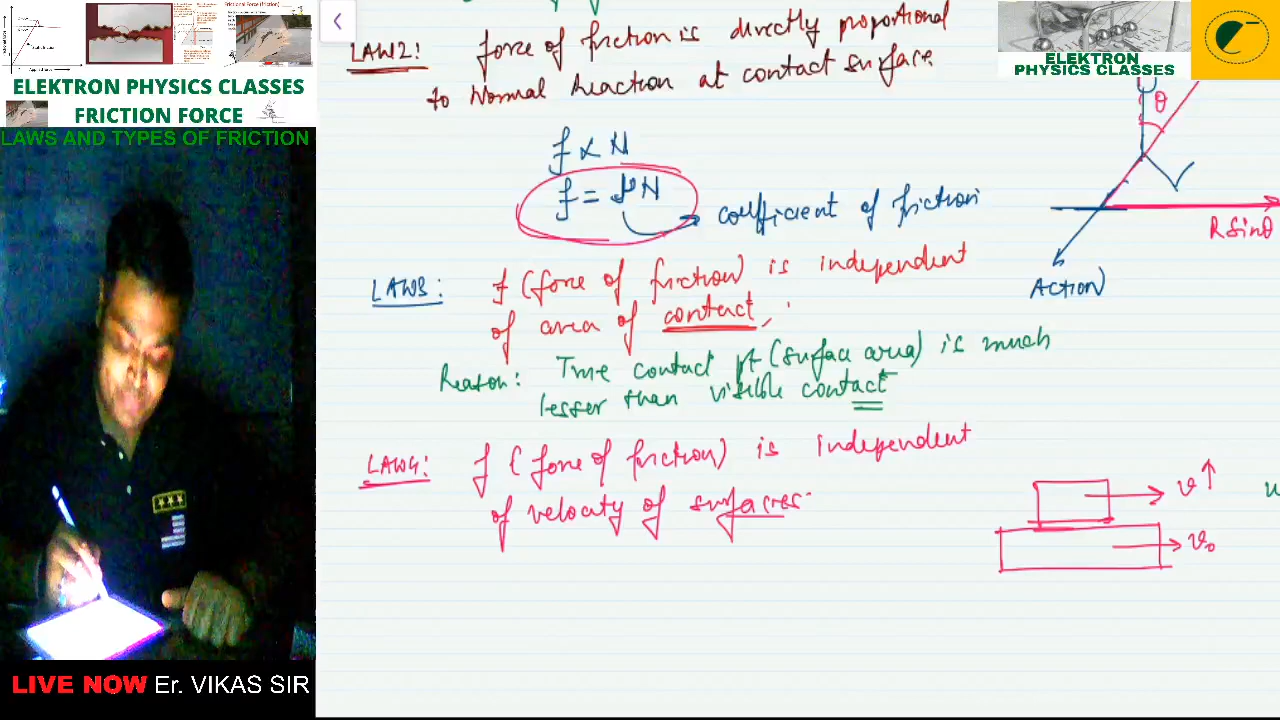 ELEKTRON PHYSICS CLASSES
FRICTION FORCE
LAWS AND TYPES OF FRICTION
LIVE NOW Er. VIKAS SIR
ELEKTRON
PHYSICS CLASSES
LAW2: force of friction is directly proportional
to Normal Reaction at contact surface
f ∝ N
f = μN
coefficient of friction
LAW3: f (force of friction) is independent
of area of contact,
Reason: True contact pt (surface area) is much
lesser than visible contact
LAW4: f (force of friction) is independent
of velocity of surfaces
θ
R sinθ
Action
v ↑
v₀